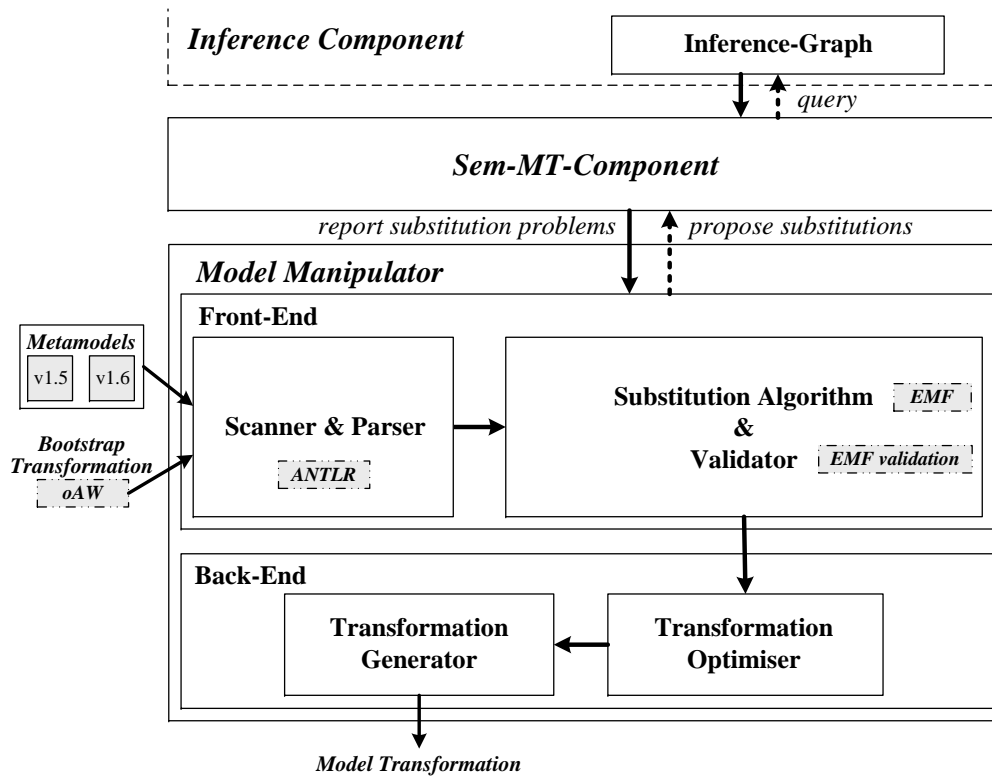 Inference Component
Inference-Graph
query
Sem-MT-Component
report substitution problems
propose substitutions
Model Manipulator
Front-End
Metamodels
v1.5
v1.6
Bootstrap
Transformation
oAW
Scanner & Parser
ANTLR
Substitution Algorithm
EMF
&
Validator
EMF validation
Back-End
Transformation
Generator
Transformation
Optimiser
Model Transformation